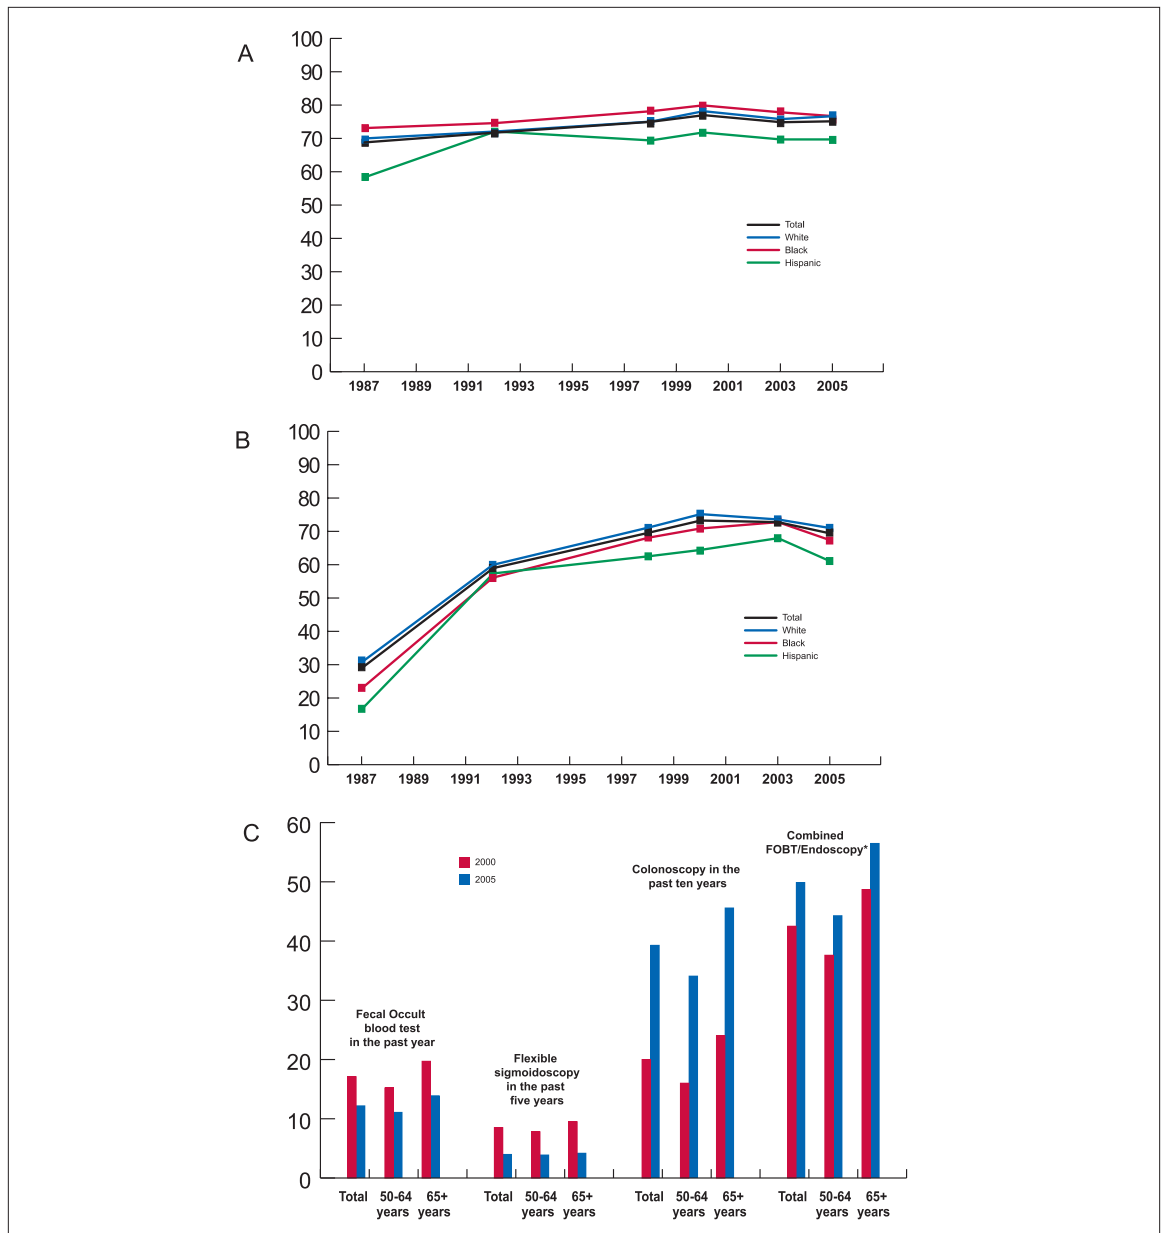 A
100
90
80
70
60
50
40
30
20
10
0
Total
White
Black
Hispanic
1987 1989 1991 1993 1995 1997 1999 2001 2003 2005
B
100
90
80
70
60
50
40
30
20
10
0
Total
White
Black
Hispanic
1987 1989 1991 1993 1995 1997 1999 2001 2003 2005
C
60
50
40
30
20
10
0
2000
2005
Fecal Occult
blood test
in the past year
Flexible
sigmoidoscopy
in the past
five years
Colonoscopy in the
past ten years
Combined
FOBT/Endoscopy*
Total 50-64 65+ Total 50-64 65+ Total 50-64 65+ Total 50-64 65+
years years years years years years years years